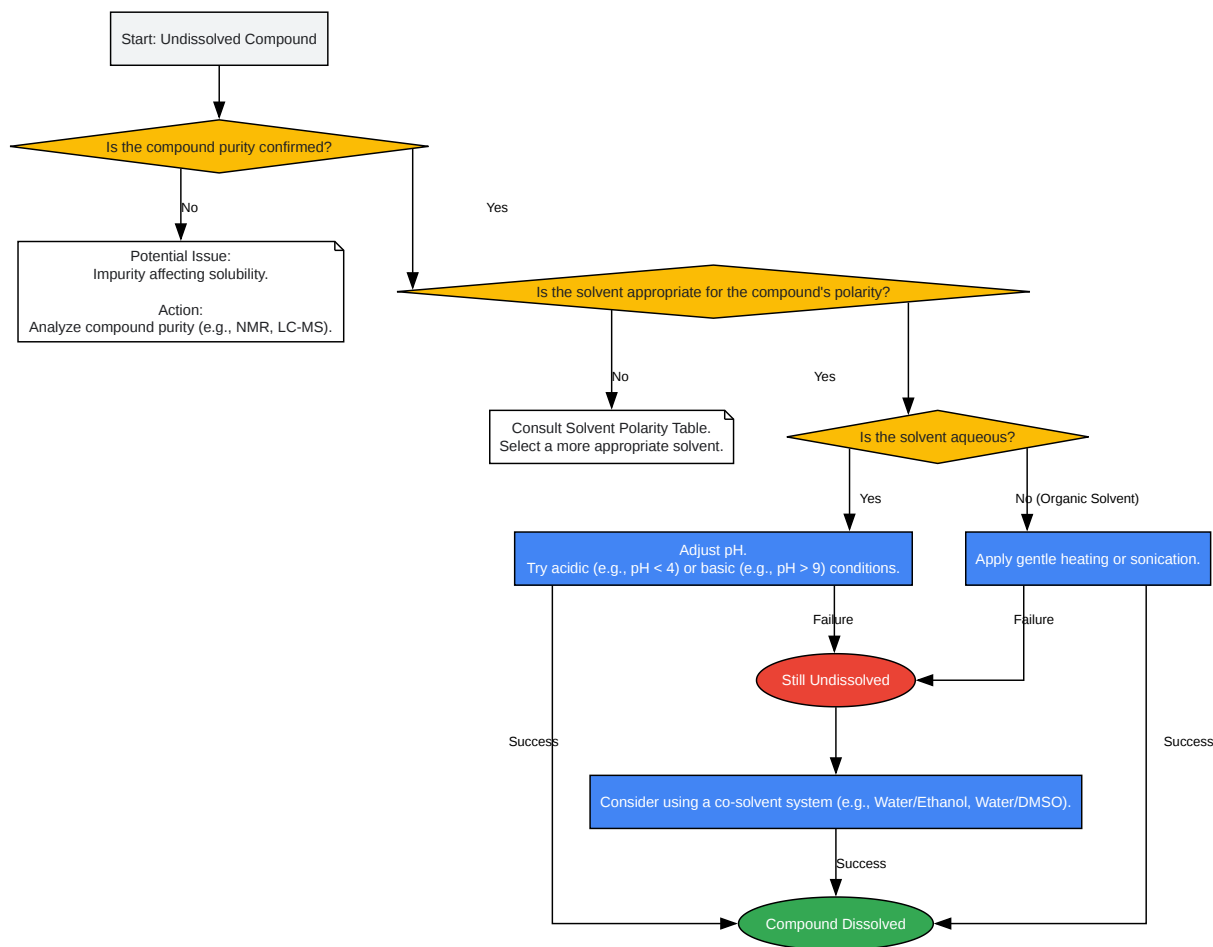 Start: Undissolved Compound
Is the compound purity confirmed?
No
Yes
Potential Issue:
Impurity affecting solubility.
Action:
Analyze compound purity (e.g., NMR, LC-MS).
Is the solvent appropriate for the compound's polarity?
No
Yes
Consult Solvent Polarity Table.
Select a more appropriate solvent.
Is the solvent aqueous?
Yes
No (Organic Solvent)
Adjust pH.
Try acidic (e.g., pH < 4) or basic (e.g., pH > 9) conditions.
Apply gentle heating or sonication.
Failure
Failure
Still Undissolved
Success
Success
Consider using a co-solvent system (e.g., Water/Ethanol, Water/DMSO).
Success
Compound Dissolved